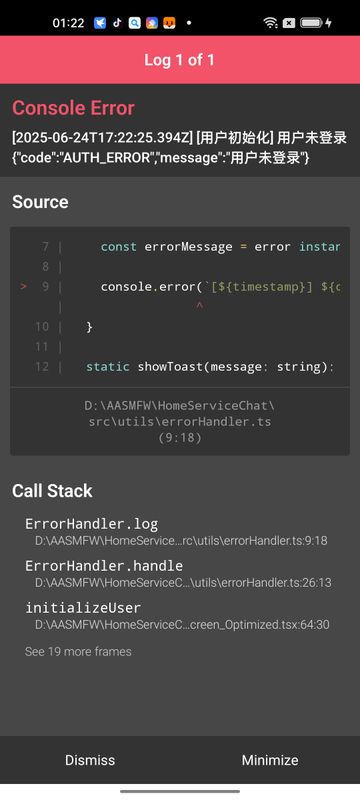 01:22
Log 1 of 1
Console Error
[2025-06-24T17:22:25.394Z] [用户初始化] 用户未登录
{"code":"AUTH_ERROR","message":"用户未登录"}
Source
7 | const errorMessage = error instan
8 |
> 9 | console.error(`[${timestamp}] ${c
| ^
10 | }
11 |
12 | static showToast(message: string):
D:\AASMFW\HomeServiceChat\
src\utils\errorHandler.ts
(9:18)
Call Stack
ErrorHandler.log
D:\AASMFW\HomeService...rc\utils\errorHandler.ts:9:18
ErrorHandler.handle
D:\AASMFW\HomeServiceC...\utils\errorHandler.ts:26:13
initializeUser
D:\AASMFW\HomeServiceC...creen_Optimized.tsx:64:30
See 19 more frames
Dismiss
Minimize